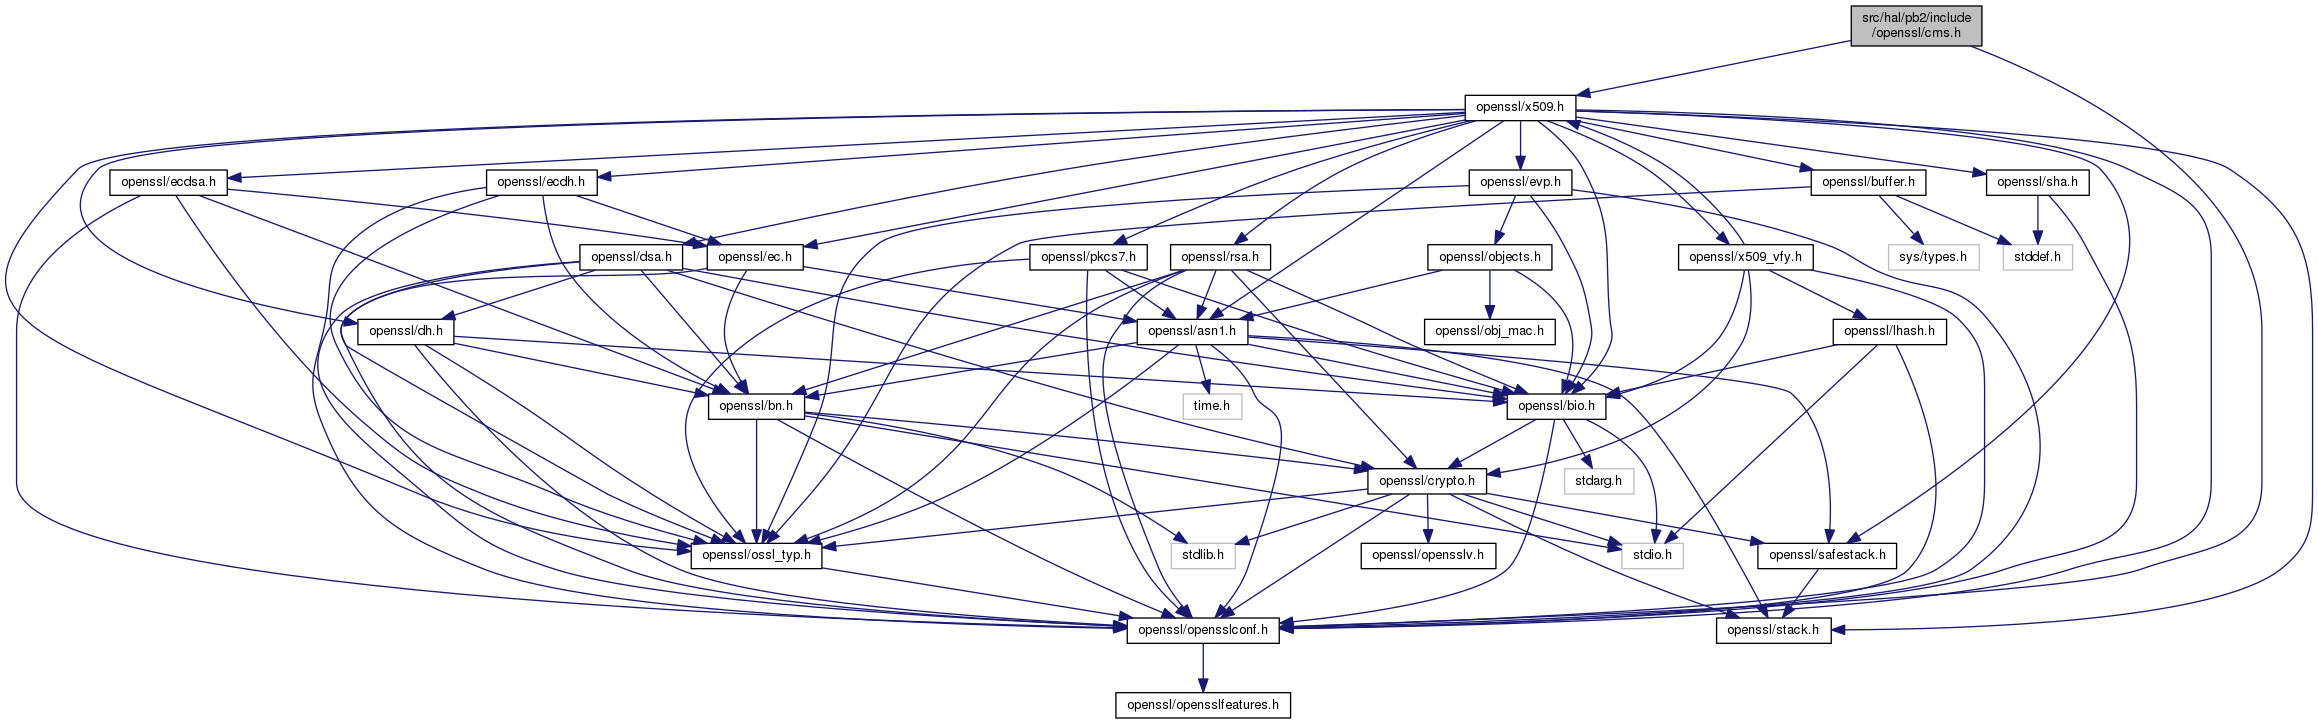 src/hal/pb2/include
/openssl/cms.h
openssl/x509.h
openssl/ecdsa.h
openssl/ecdh.h
openssl/evp.h
openssl/buffer.h
openssl/sha.h
openssl/dsa.h
openssl/ec.h
openssl/pkcs7.h
openssl/rsa.h
openssl/objects.h
openssl/x509_vfy.h
sys/types.h
stddef.h
openssl/dh.h
openssl/asn1.h
openssl/obj_mac.h
openssl/lhash.h
openssl/bn.h
time.h
openssl/bio.h
openssl/crypto.h
stdarg.h
openssl/ossl_typ.h
stdlib.h
openssl/opensslv.h
stdio.h
openssl/safestack.h
openssl/opensslconf.h
openssl/stack.h
openssl/opensslfeatures.h